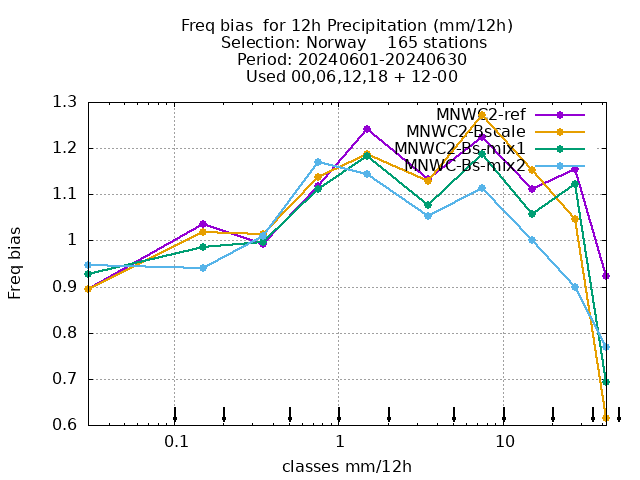 Freq bias  for 12h Precipitation (mm/12h)
Selection: Norway    165 stations
Period: 20240601-20240630
Used 00,06,12,18 + 12-00
1.3
1.2
1.1
1
0.9
0.8
0.7
0.6
Freq bias
MNWC2-ref
MNWC2-Bscale
MNWC2-Bs-mix1
MNWC-Bs-mix2
0.1
1
10
classes mm/12h